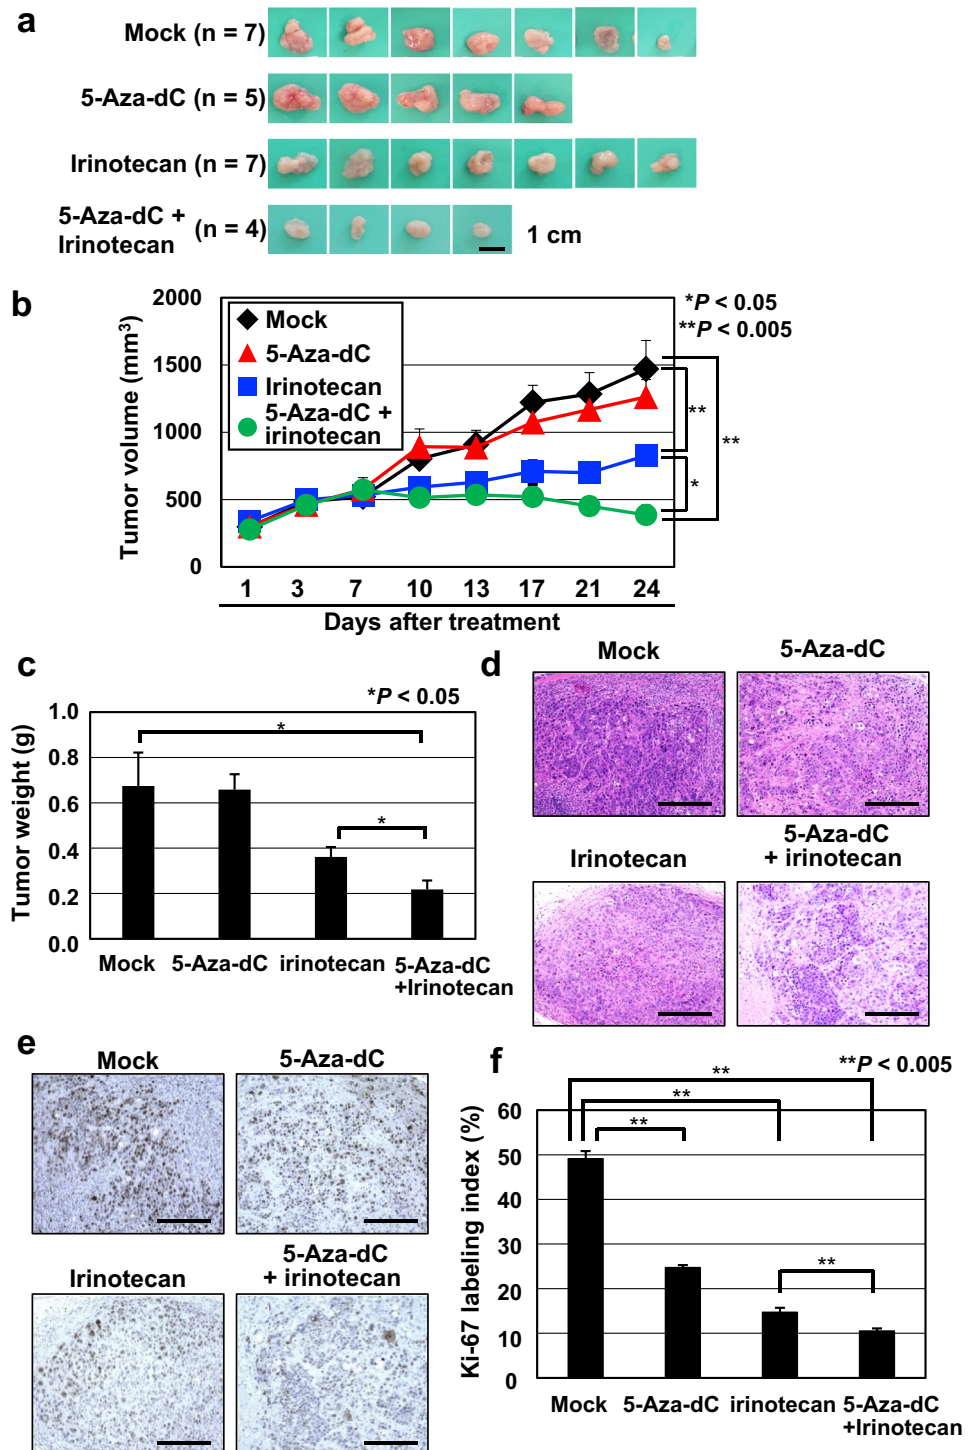 a
Mock (n = 7)
5-Aza-dC (n = 5)
Irinotecan (n = 7)
5-Aza-dC +
Irinotecan (n = 4)
1 cm
b
Tumor volume (mm³)
2000
1500
1000
500
0
Mock
5-Aza-dC
Irinotecan
5-Aza-dC +
irinotecan
*P < 0.05
**P < 0.005
**
**
*
1 3 7 10 13 17 21 24
Days after treatment
c
*P < 0.05
Tumor weight (g)
1.0
0.8
0.6
0.4
0.2
0.0
*
*
Mock 5-Aza-dC irinotecan 5-Aza-dC
+Irinotecan
d
Mock 5-Aza-dC
Irinotecan 5-Aza-dC
+ irinotecan
e
Mock 5-Aza-dC
Irinotecan 5-Aza-dC
+ irinotecan
f
**P < 0.005
Ki-67 labeling index (%)
60
50
40
30
20
10
0
**
**
**
**
Mock 5-Aza-dC irinotecan 5-Aza-dC
+Irinotecan